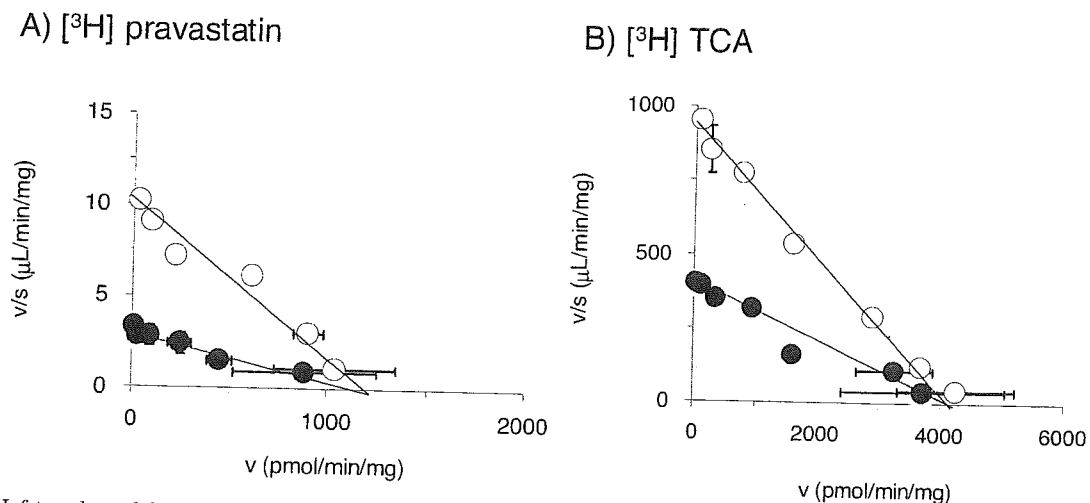 A) [³H] pravastatin
15
10
5
0
v/s (μL/min/mg)
0
1000
2000
v (pmol/min/mg)
B) [³H] TCA
1000
500
0
v/s (μL/min/mg)
0
2000
4000
6000
v (pmol/min/mg)